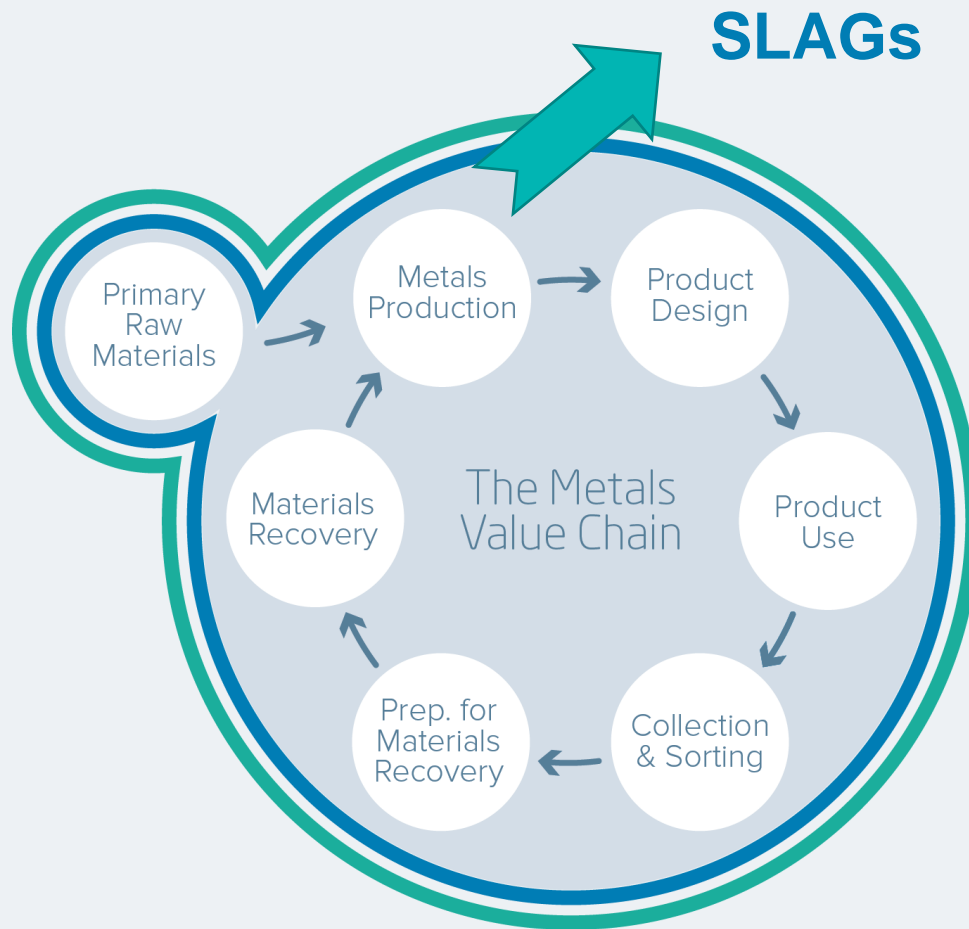 SLAGs
Primary
Raw
Materials
Metals
Production
Product
Design
Materials
Recovery
The Metals
Value Chain
Product
Use
Prep. for
Materials
Recovery
Collection
& Sorting